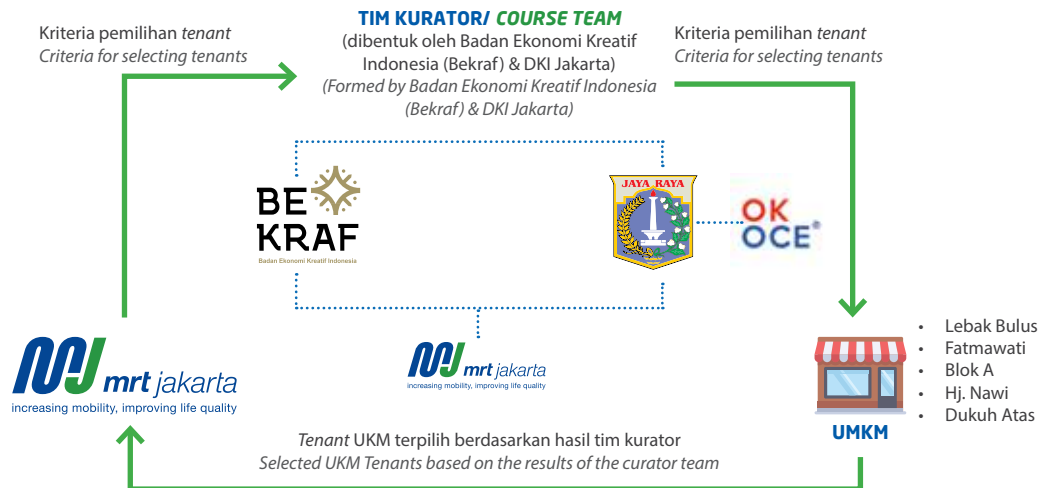 TIM KURATOR/ COURSE TEAM
(dibentuk oleh Badan Ekonomi Kreatif
Indonesia (Bekraf) & DKI Jakarta)
(Formed by Badan Ekonomi Kreatif Indonesia
(Bekraf) & DKI Jakarta)
Kriteria pemilihan tenant
Criteria for selecting tenants
Kriteria pemilihan tenant
Criteria for selecting tenants
BE
KRAF
Badan Ekonomi Kreatif Indonesia
JAYA RAYA
OK
OCE®
mrt jakarta
increasing mobility, improving life quality
mrt jakarta
increasing mobility, improving life quality
UMKM
• Lebak Bulus
• Fatmawati
• Blok A
• Hj. Nawi
• Dukuh Atas
Tenant UKM terpilih berdasarkan hasil tim kurator
Selected UKM Tenants based on the results of the curator team